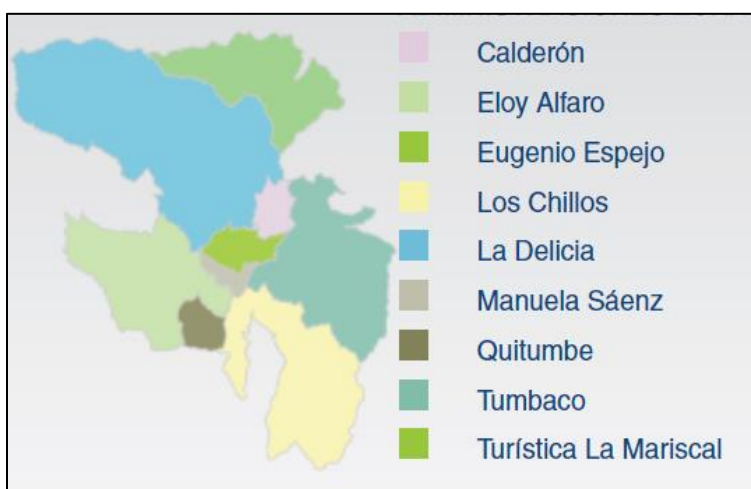 Calderón
Eloy Alfaro
Eugenio Espejo
Los Chillos
La Delicia
Manuela Sáenz
Quitumbe
Tumbaco
Turística La Mariscal